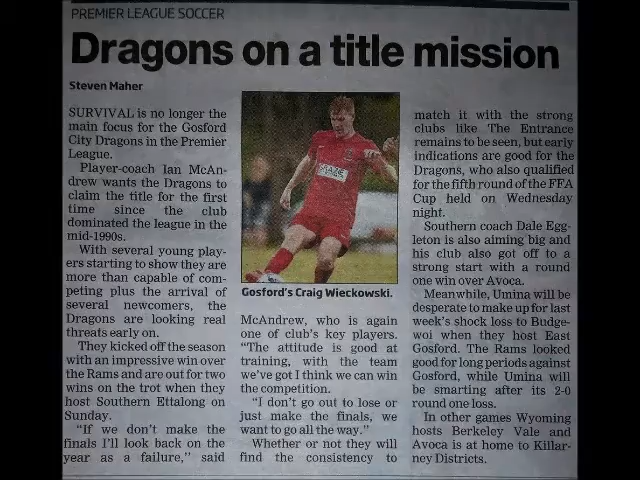 PREMIER LEAGUE SOCCER
Dragons on a title mission
Steven Maher
SURVIVAL is no longer the
main focus for the Gosford
City Dragons in the Premier
League.
Player-coach Ian McAn-
drew wants the Dragons to
claim the title for the first
time since the club
dominated the league in the
mid-1990s.
With several young play-
ers starting to show they are
more than capable of com-
peting plus the arrival of
several newcomers, the
Dragons are looking real
threats early on.
They kicked off the season
with an impressive win over
the Rams and are out for two
wins on the trot when they
host Southern Ettalong on
Sunday.
"If we don't make the
finals I'll look back on the
year as a failure," said
Gosford's Craig Wieckowski.
McAndrew, who is again
one of club's key players.
"The attitude is good at
training, with the team
we've got I think we can win
the competition.
"I don't go out to lose or
just make the finals, we
want to go all the way."
Whether or not they will
find the consistency to
match it with the strong
clubs like The Entrance
remains to be seen, but early
indications are good for the
Dragons, who also qualified
for the fifth round of the FFA
Cup held on Wednesday
night.
Southern coach Dale Egg-
leton is also aiming big and
his club also got off to a
strong start with a round
one win over Avoca.
Meanwhile, Umina will be
desperate to make up for last
week's shock loss to Budge-
woi when they host East
Gosford. The Rams looked
good for long periods against
Gosford, while Umina will
be smarting after its 2-0
round one loss.
In other games Wyoming
hosts Berkeley Vale and
Avoca is at home to Killar-
ney Districts.